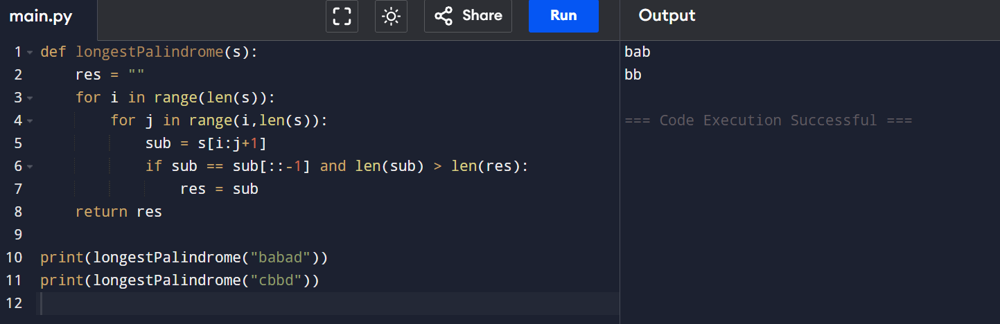 main.py
Share
Run
Output
1 def longestPalindrome(s):
2     res = ""
3     for i in range(len(s)):
4         for j in range(i,len(s)):
5             sub = s[i:j+1]
6             if sub == sub[::-1] and len(sub) > len(res):
7                 res = sub
8     return res
9
10 print(longestPalindrome("babad"))
11 print(longestPalindrome("cbbd"))
12
bab
bb
=== Code Execution Successful ===